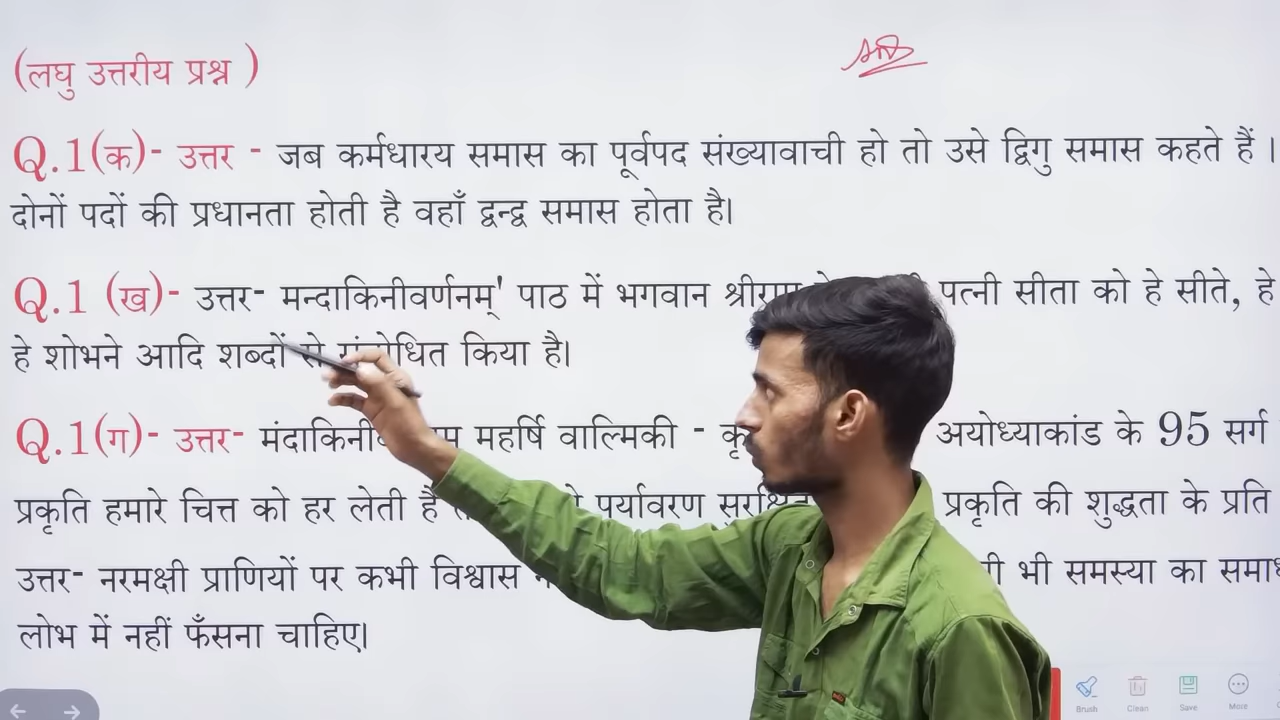 (लघु उत्तरीय प्रश्न )
Q.1(क)- उत्तर - जब कर्मधारय समास का पूर्वपद संख्यावाची हो तो उसे द्विगु समास कहते हैं ।
दोनों पदों की प्रधानता होती है वहाँ द्वन्द्व समास होता है।
Q.1 (ख)- उत्तर- मन्दाकिनीवर्णनम्' पाठ में भगवान पत्नी सीता को हे सीते, हे
हे शोभने आदि शब्दों से किया है।
Q.1(ग)- उत्तर- महर्षि वाल्मिकी - अयोध्याकांड के 95 सर्ग
प्रकृति हमारे चित्त को हर लेती है पर्यावरण प्रकृति की शुद्धता के प्रति
उत्तर- नरमक्षी प्राणियों पर कभी विश्वास भी समस्या का
लोभ में नहीं फँसना चाहिए।
Brush Clean Save More